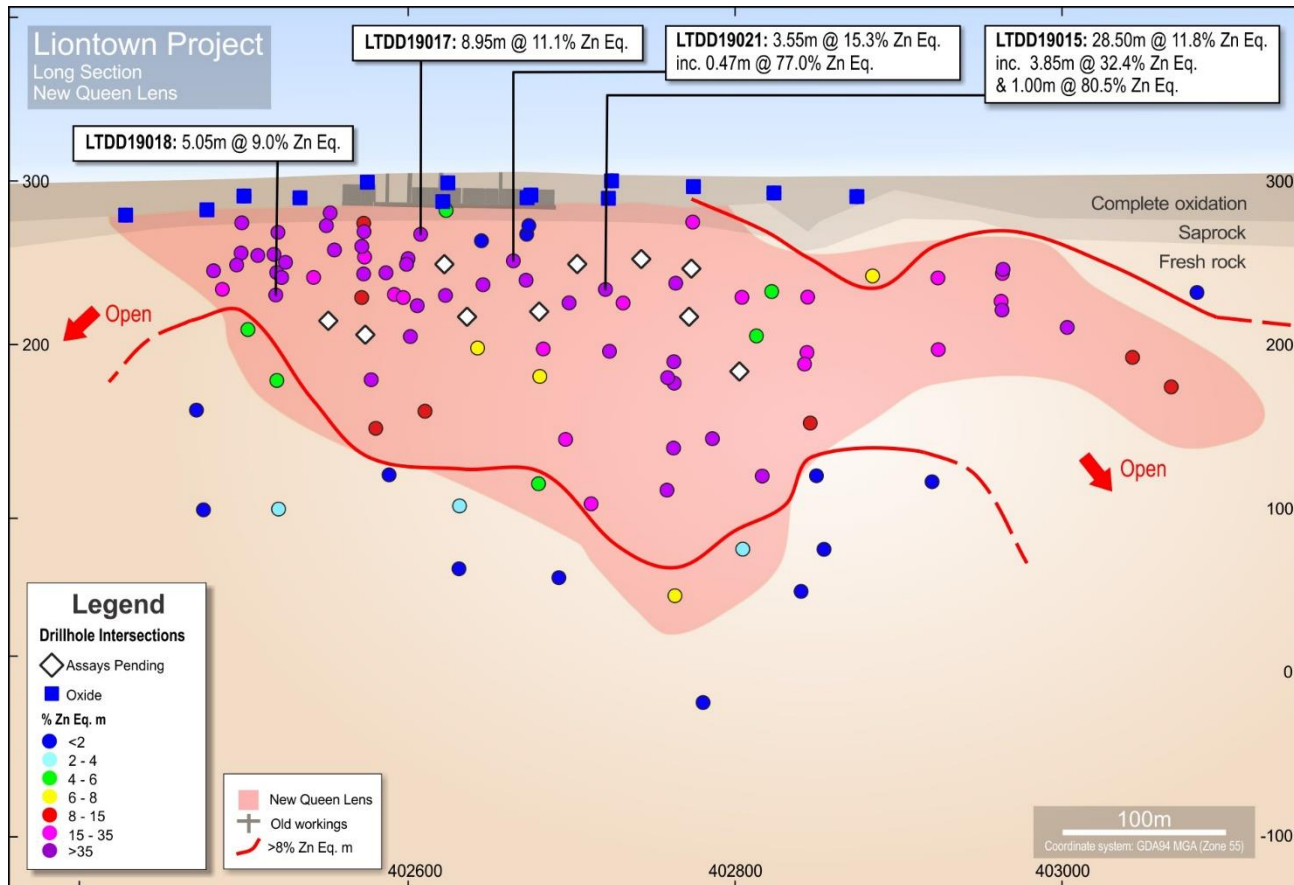 Liontown Project
Long Section
New Queen Lens
LTDD19017: 8.95m @ 11.1% Zn Eq.
LTDD19021: 3.55m @ 15.3% Zn Eq.
inc. 0.47m @ 77.0% Zn Eq.
LTDD19015: 28.50m @ 11.8% Zn Eq.
inc. 3.85m @ 32.4% Zn Eq.
& 1.00m @ 80.5% Zn Eq.
LTDD19018: 5.05m @ 9.0% Zn Eq.
300
300
Complete oxidation
Saprock
Fresh rock
Open
200
200
Open
100
Legend
Drillhole Intersections
Assays Pending
Oxide
% Zn Eq. m
<2
2 - 4
4 - 6
6 - 8
8 - 15
15 - 35
>35
New Queen Lens
Old workings
>8% Zn Eq. m
0
100m
Coordinate system: GDA94 MGA (Zone 55)
-100
402600
402800
403000